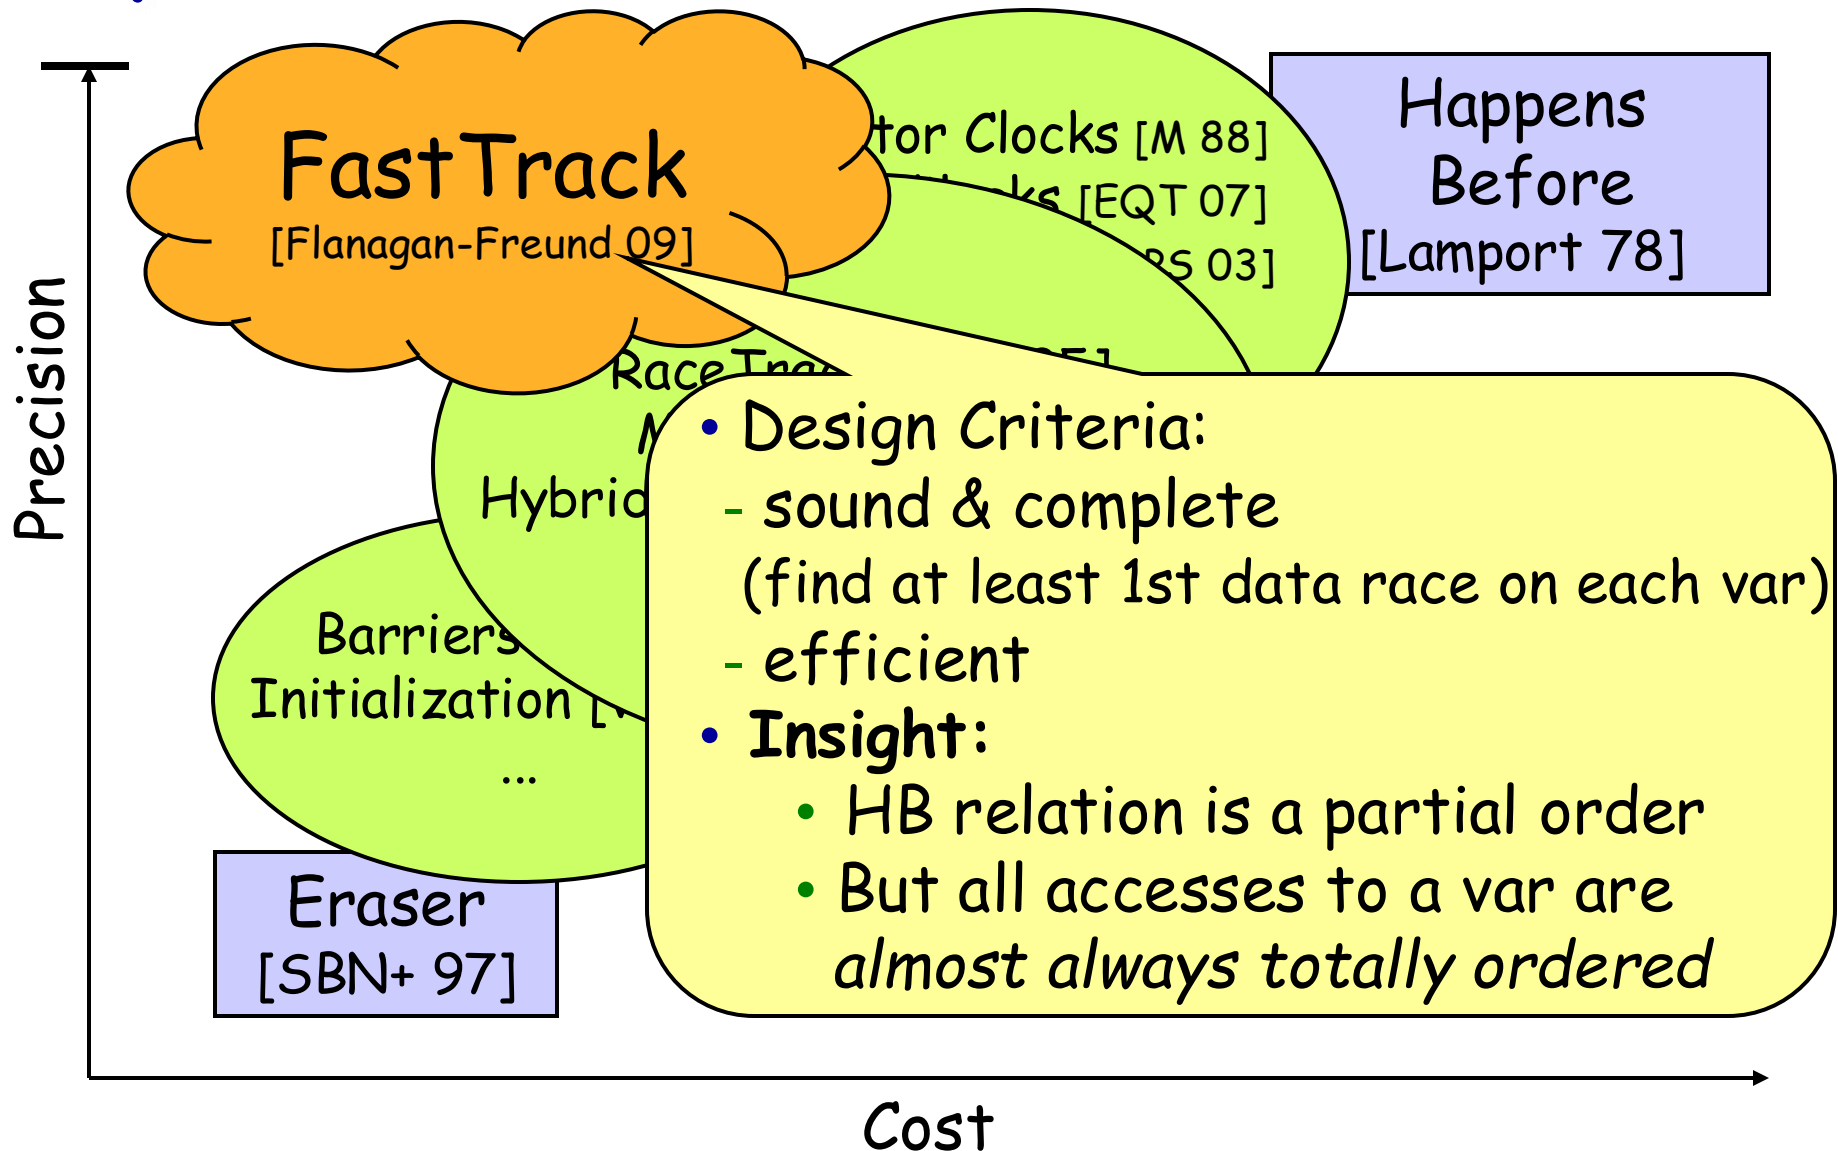 Precision
FastTrack
[Flanagan-Freund 09]
Clocks [M 88]
[EQT 07]
03]
Happens
Before
[Lamport 78]
Barriers
Initialization
...
Eraser
[SBN+ 97]
• Design Criteria:
- sound & complete
(find at least 1st data race on each var)
- efficient
• Insight:
• HB relation is a partial order
• But all accesses to a var are
almost always totally ordered
Cost